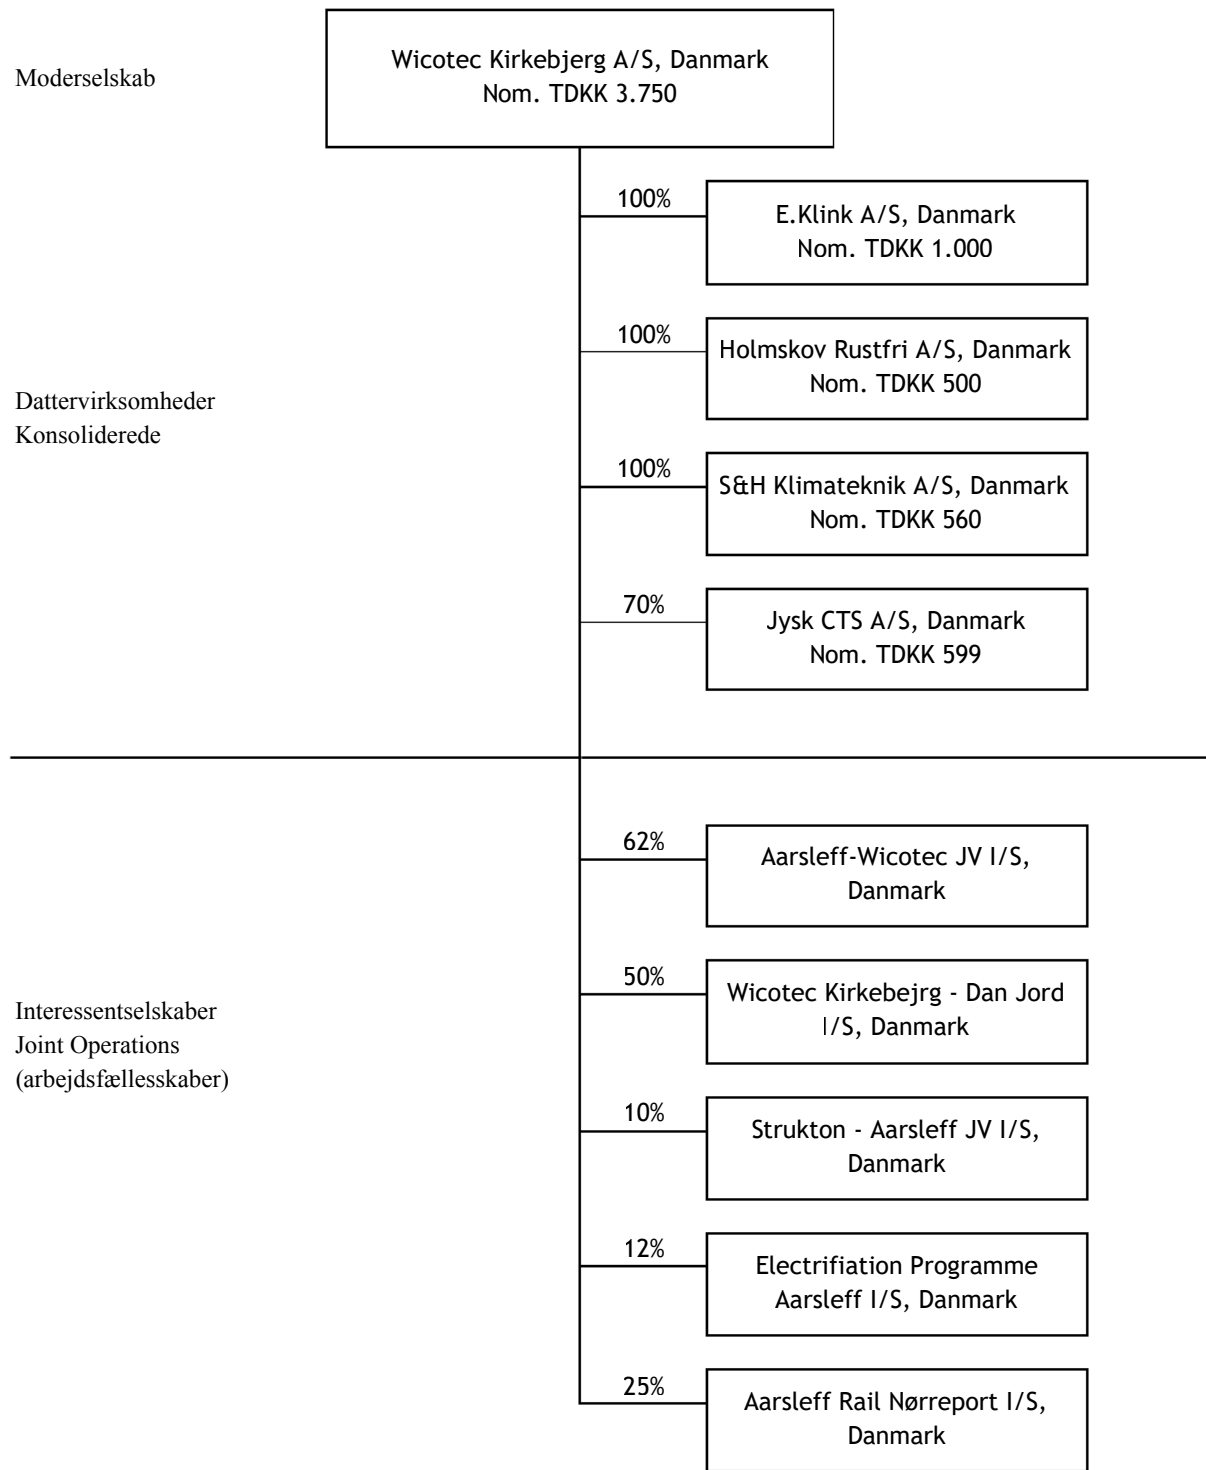 Moderselskab
Wicotec Kirkebjerg A/S, Danmark
Nom. TDKK 3.750
100%
E.Klink A/S, Danmark
Nom. TDKK 1.000
100%
Holmskov Rustfri A/S, Danmark
Nom. TDKK 500
Dattervirksomheder
Konsoliderede
100%
S&H Klimateknik A/S, Danmark
Nom. TDKK 560
70%
Jysk CTS A/S, Danmark
Nom. TDKK 599
62%
Aarsleff-Wicotec JV I/S,
Danmark
50%
Wicotec Kirkebejrg - Dan Jord
I/S, Danmark
Interessentselskaber
Joint Operations
(arbejdsfællesskaber)
10%
Strukton - Aarsleff JV I/S,
Danmark
12%
Electrifiation Programme
Aarsleff I/S, Danmark
25%
Aarsleff Rail Nørreport I/S,
Danmark